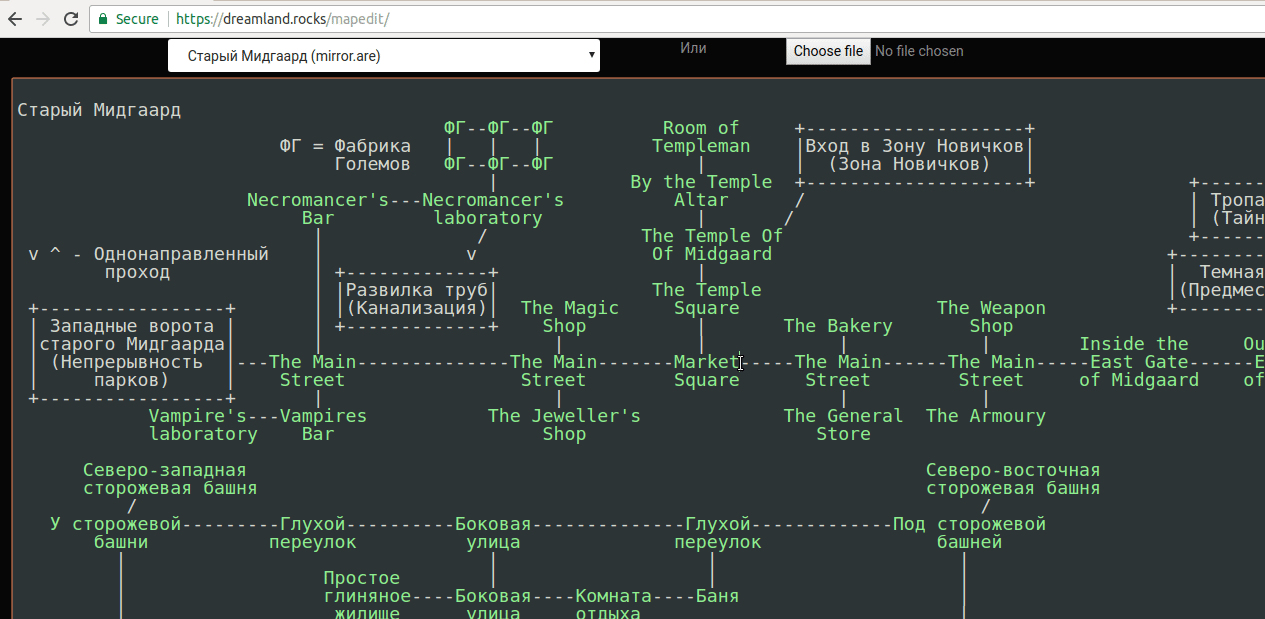 Secure https://dreamland.rocks/mapedit/
Старый Мидгаард (mirror.are) Или Choose file No file chosen
Старый Мидгаард
ФГ--ФГ--ФГ Room of +--------------------+
ФГ = Фабрика | | | Templeman |Вход в Зону Новичков|
Големов ФГ--ФГ--ФГ | | (Зона Новичков) |
| By the Temple +--------------------+ +------
Necromancer's---Necromancer's Altar / | Тропа
Bar laboratory | / | (Тайн
| / The Temple Of +------
v ^ - Однонаправленный | v Of Midgaard +--------
проход | +-------------+ | | Темная
| |Развилка труб| The Temple |(Предмес
+-----------------+ | |(Канализация)| The Magic Square The Weapon +--------
| Западные ворота | | +-------------+ Shop | The Bakery Shop
|старого Мидгаарда| | | | | | Inside the Ou
| (Непрерывность |---The Main--------------The Main-------Market-----The Main------The Main-----East Gate-----E
| парков) | Street Street Square Street Street of Midgaard of
+-----------------+ | | | |
Vampire's---Vampires The Jeweller's The General The Armoury
laboratory Bar Shop Store
Северо-западная Северо-восточная
сторожевая башня сторожевая башня
/ /
У сторожевой---------Глухой----------Боковая--------------Глухой-------------Под сторожевой
башни переулок улица переулок башней
| | | |
| Простое | | |
| глиняное----Боковая----Комната----Баня |
| жилище улица отдыха |